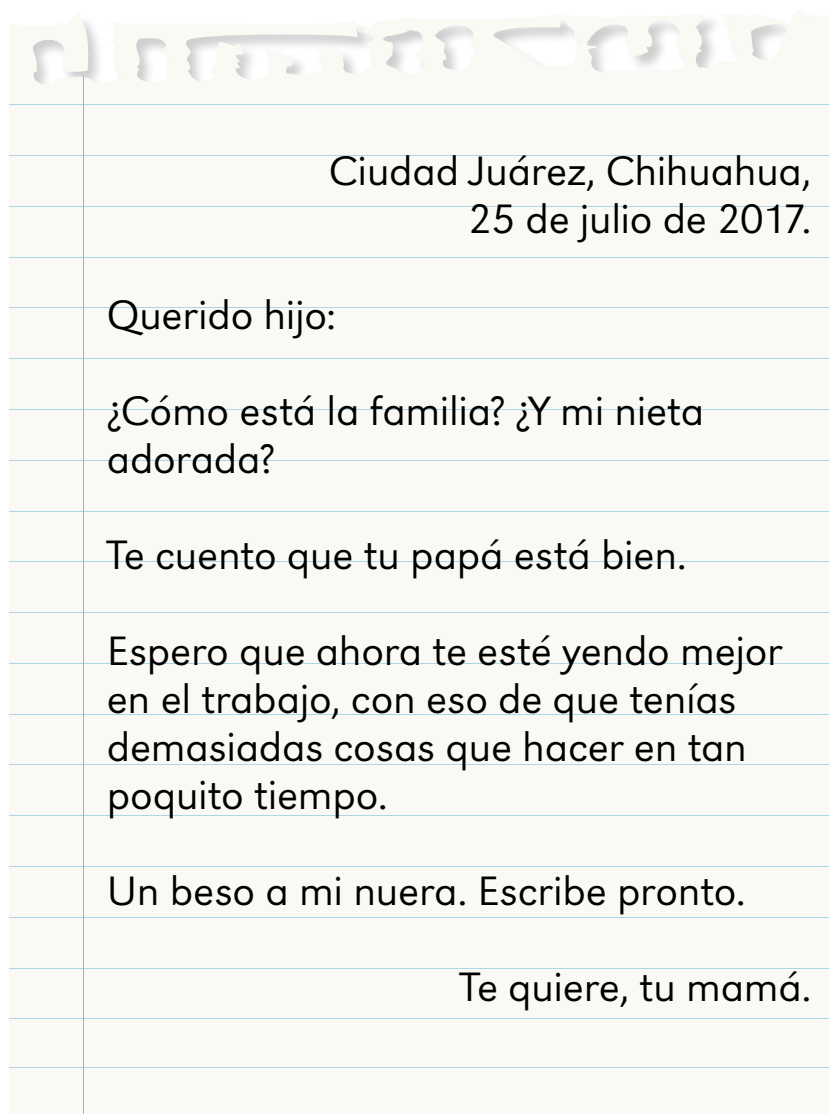 Ciudad Juárez, Chihuahua,
25 de julio de 2017.
Querido hijo:
¿Cómo está la familia? ¿Y mi nieta
adorada?
Te cuento que tu papá está bien.
Espero que ahora te esté yendo mejor
en el trabajo, con eso de que tenías
demasiadas cosas que hacer en tan
poquito tiempo.
Un beso a mi nuera. Escribe pronto.
Te quiere, tu mamá.